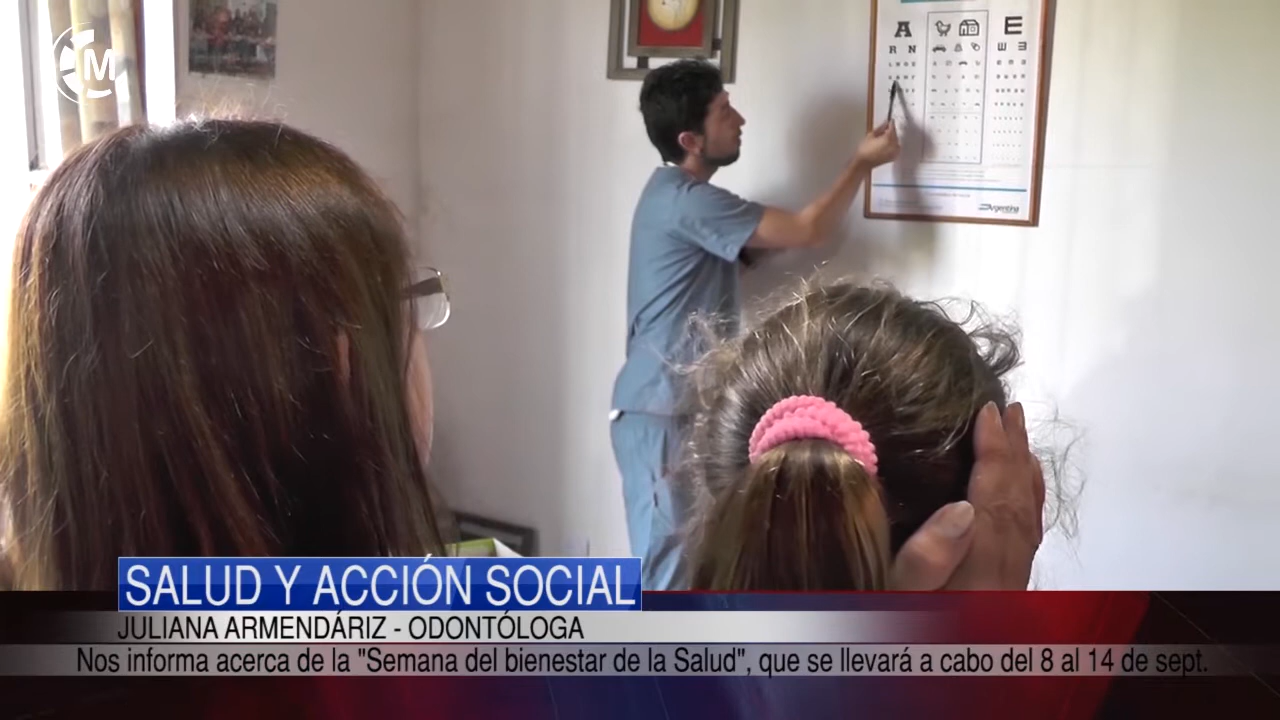 M
A
E
R N
U E M
Argentina
SALUD Y ACCIÓN SOCIAL
JULIANA ARMENDÁRIZ - ODONTÓLOGA
Nos informa acerca de la "Semana del bienestar de la Salud", que se llevará a cabo del 8 al 14 de sept.